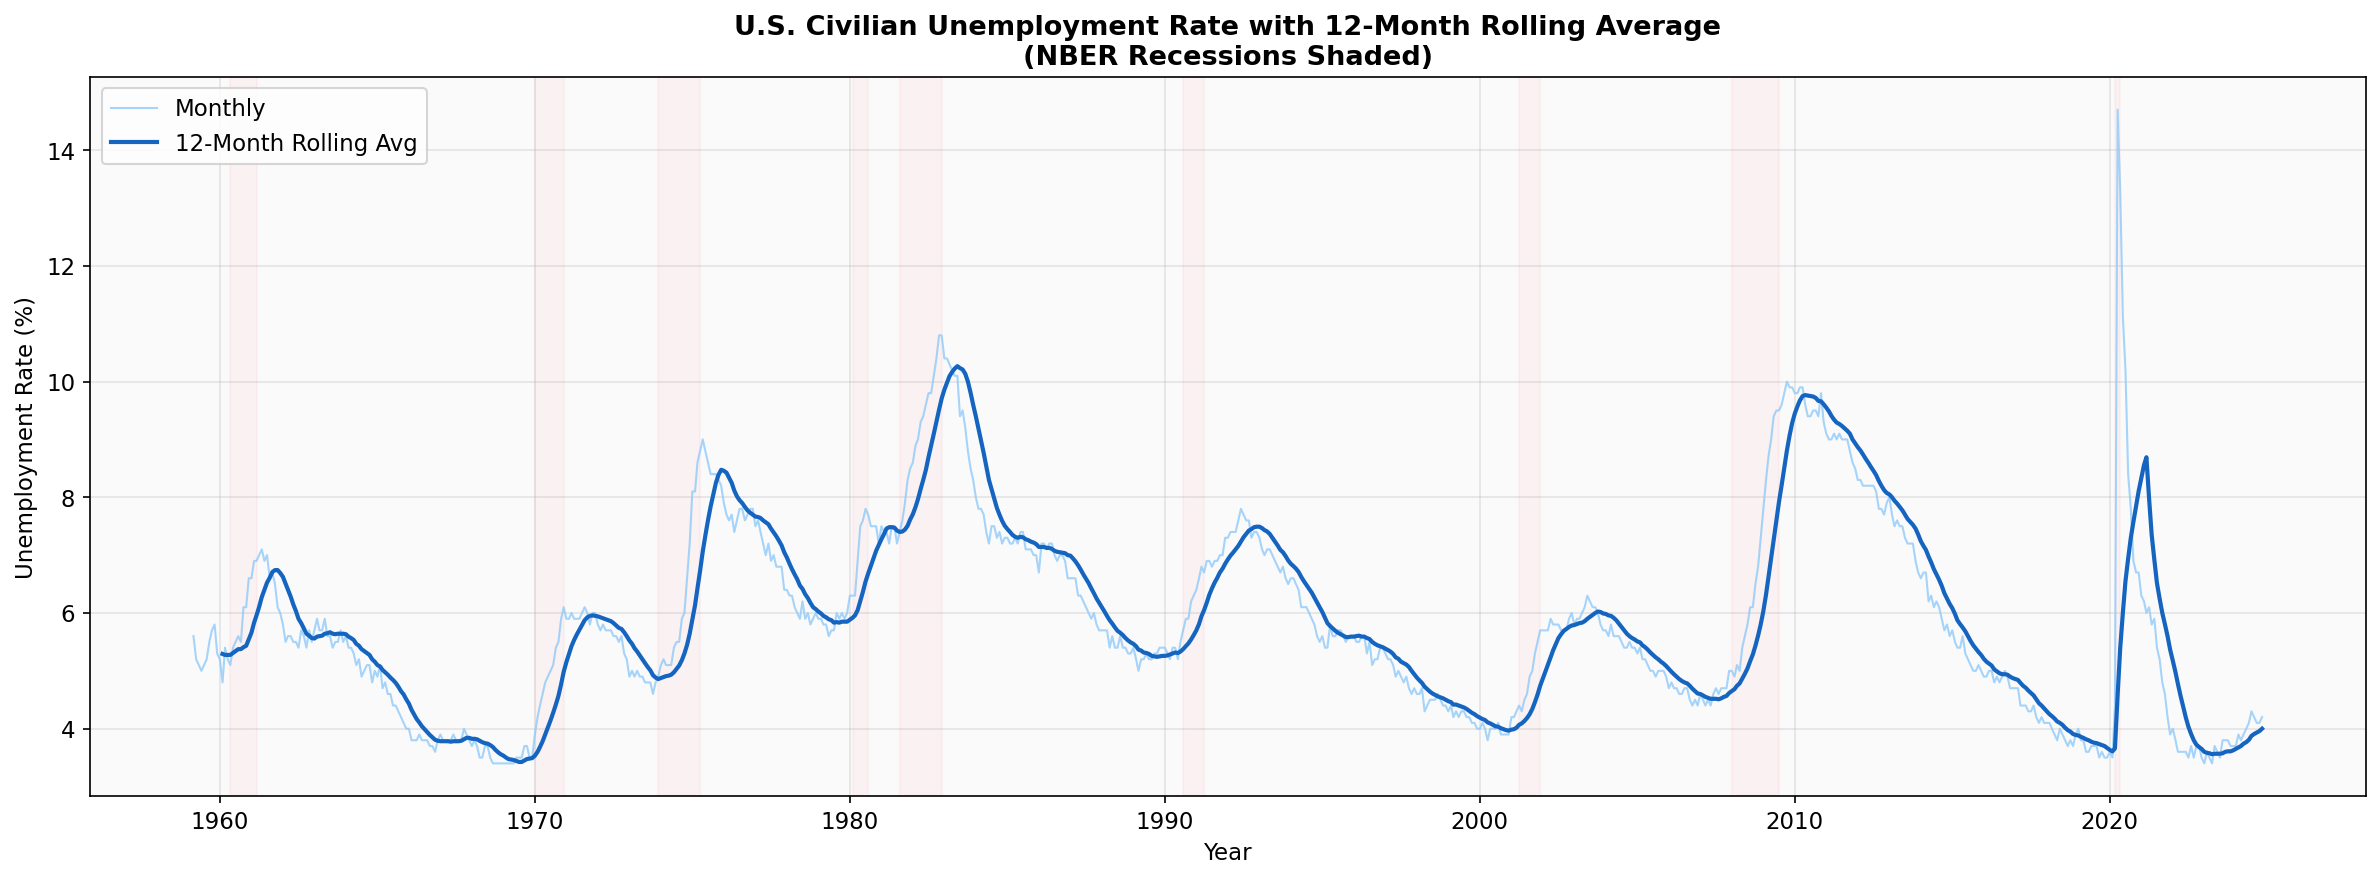 U.S. Civilian Unemployment Rate with 12-Month Rolling Average
(NBER Recessions Shaded)
Monthly
12-Month Rolling Avg
Unemployment Rate (%)
14
12
10
8
6
4
1960
1970
1980
1990
2000
2010
2020
Year